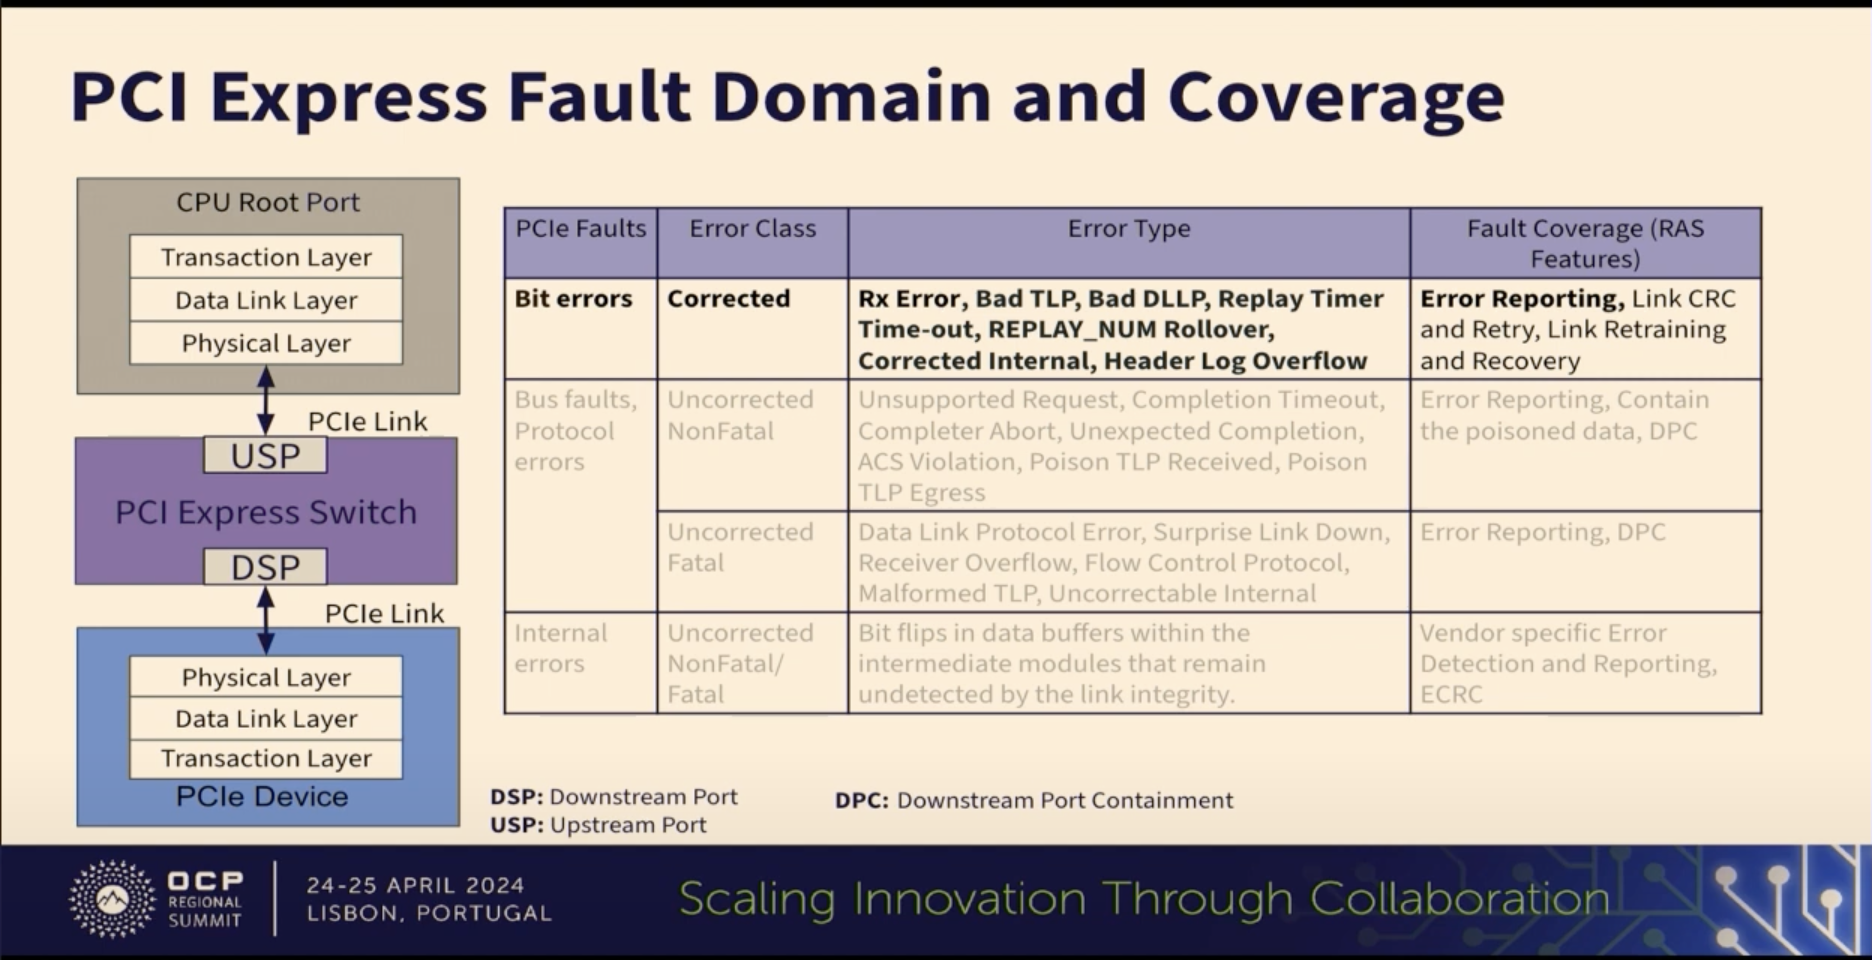 PCI Express Fault Domain and Coverage
CPU Root Port
Transaction Layer
Data Link Layer
Physical Layer
PCIe Link
USP
PCI Express Switch
DSP
PCIe Link
Physical Layer
Data Link Layer
Transaction Layer
PCIe Device
PCIe Faults
Error Class
Error Type
Fault Coverage (RAS
Features)
Bit errors
Corrected
Rx Error, Bad TLP, Bad DLLP, Replay Timer
Time-out, REPLAY_NUM Rollover,
Corrected Internal, Header Log Overflow
Error Reporting, Link CRC
and Retry, Link Retraining
and Recovery
Bus faults,
Protocol
errors
Uncorrected
NonFatal
Unsupported Request, Completion Timeout,
Completer Abort, Unexpected Completion,
ACS Violation, Poison TLP Received, Poison
TLP Egress
Error Reporting, Contain
the poisoned data, DPC
Uncorrected
Fatal
Data Link Protocol Error, Surprise Link Down,
Receiver Overflow, Flow Control Protocol,
Malformed TLP, Uncorrectable Internal
Error Reporting, DPC
Internal
errors
Uncorrected
NonFatal/
Fatal
Bit flips in data buffers within the
intermediate modules that remain
undetected by the link integrity.
Vendor specific Error
Detection and Reporting,
ECRC
DSP: Downstream Port
USP: Upstream Port
DPC: Downstream Port Containment
OCP
REGIONAL
SUMMIT
24-25 APRIL 2024
LISBON, PORTUGAL
Scaling Innovation Through Collaboration